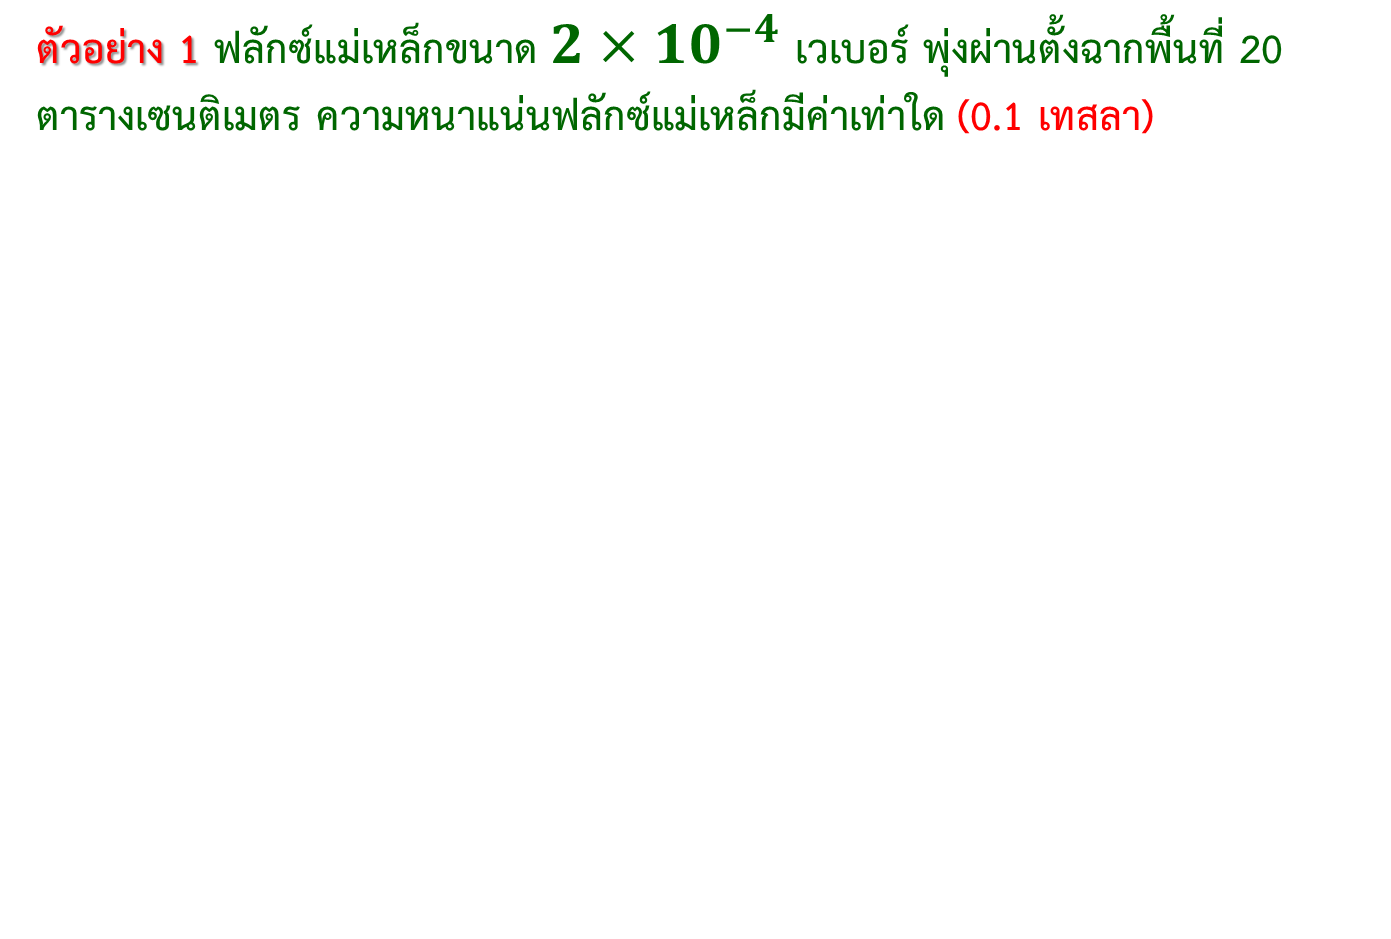 ตัวอย่าง 1 ฟลักซ์แม่เหล็กขนาด 2 × 10⁻⁴ เวเบอร์ พุ่งผ่านตั้งฉากพื้นที่ 20
ตารางเซนติเมตร ความหนาแน่นฟลักซ์แม่เหล็กมีค่าเท่าใด (0.1 เทสลา)